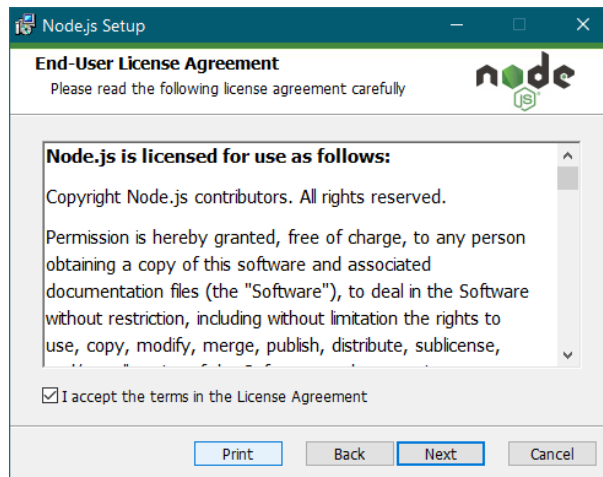 Node.js Setup
End-User License Agreement
Please read the following license agreement carefully
node
JS
Node.js is licensed for use as follows:
Copyright Node.js contributors. All rights reserved.
Permission is hereby granted, free of charge, to any person
obtaining a copy of this software and associated
documentation files (the "Software"), to deal in the Software
without restriction, including without limitation the rights to
use, copy, modify, merge, publish, distribute, sublicense,
I accept the terms in the License Agreement
Print
Back
Next
Cancel